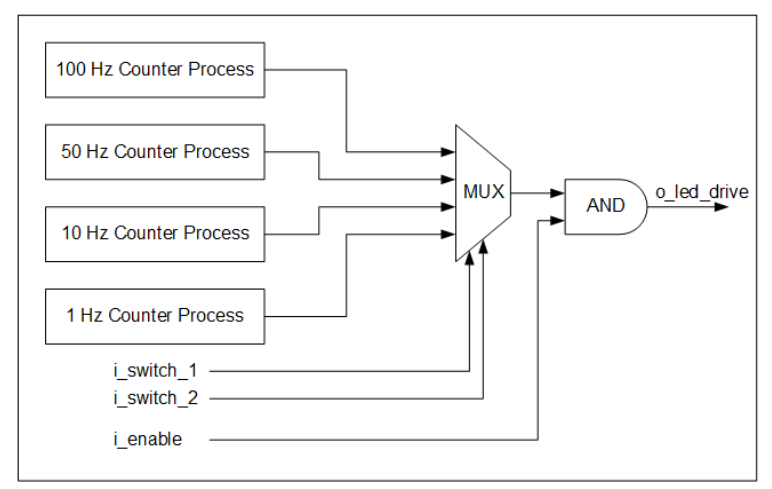 100 Hz Counter Process
50 Hz Counter Process
10 Hz Counter Process
1 Hz Counter Process
MUX
AND
o_led_drive
i_switch_1
i_switch_2
i_enable